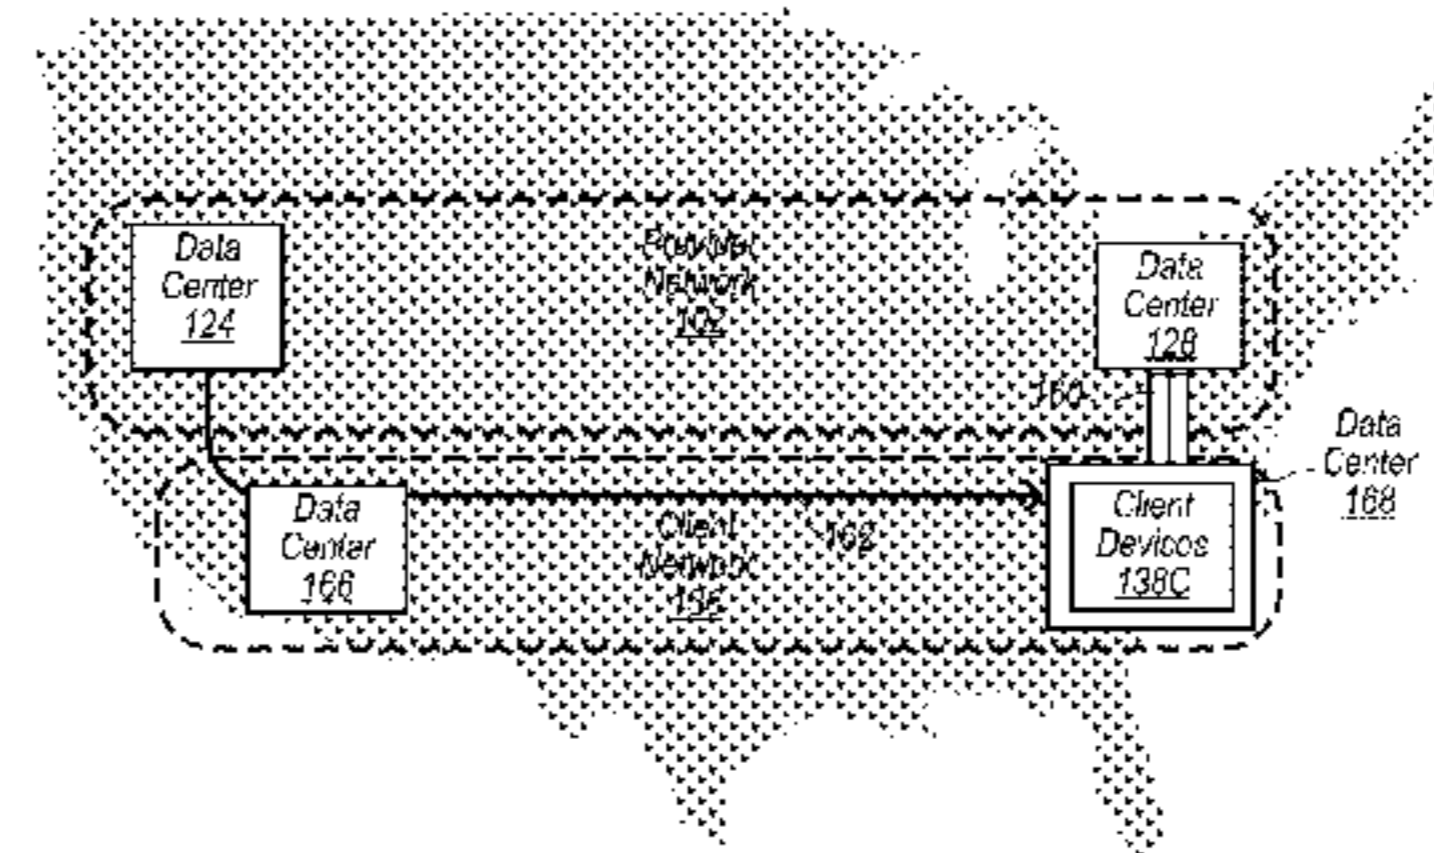 Data
Center
124
Provider
Network
102
Data
Center
128
160
Data
Center
168
Data
Center
166
Client
Network
162
Client
Devices
138C